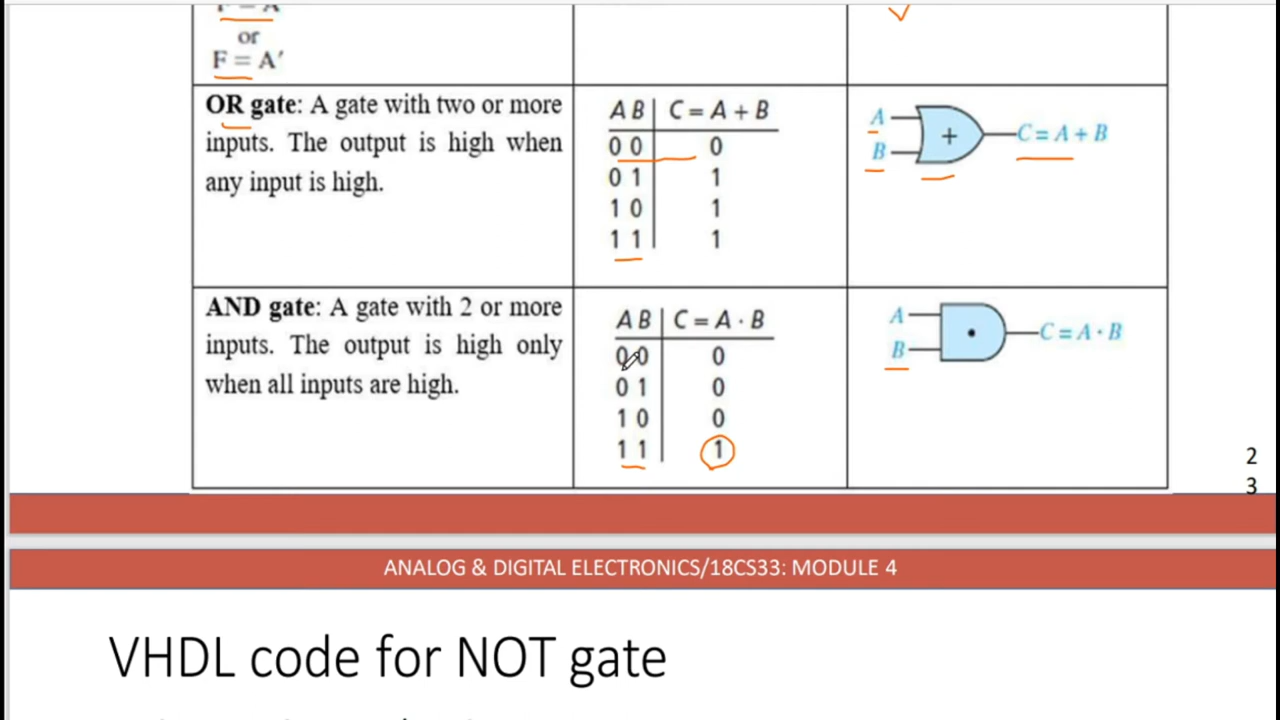 F = A
or
F = A′
OR gate: A gate with two or more
inputs. The output is high when
any input is high.
A B | C = A + B
0 0 0
0 1 1
1 0 1
1 1 1
A
B
+
C = A + B
AND gate: A gate with 2 or more
inputs. The output is high only
when all inputs are high.
A B | C = A · B
0 0 0
0 1 0
1 0 0
1 1 1
A
B
C = A · B
2
3
ANALOG & DIGITAL ELECTRONICS/18CS33: MODULE 4
VHDL code for NOT gate